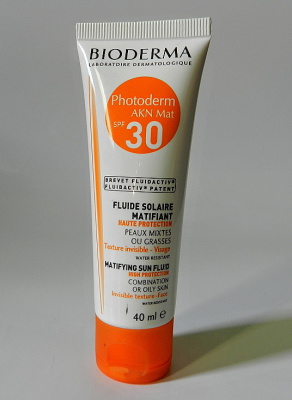 BIODERMA
LABORATOIRE DERMATOLOGIQUE
Photoderm
AKN Mat
SPF 30
BREVET FLUIDACTIV®
FLUIDACTIV® PATENT
FLUIDE SOLAIRE
MATIFIANT
HAUTE PROTECTION
PEAUX MIXTES
OU GRASSES
Texture invisible - Visage
WATER RESISTANT
MATIFYING SUN FLUID
HIGH PROTECTION
COMBINATION
OR OILY SKIN
Invisible texture - Face
WATER RESISTANT
40 ml e